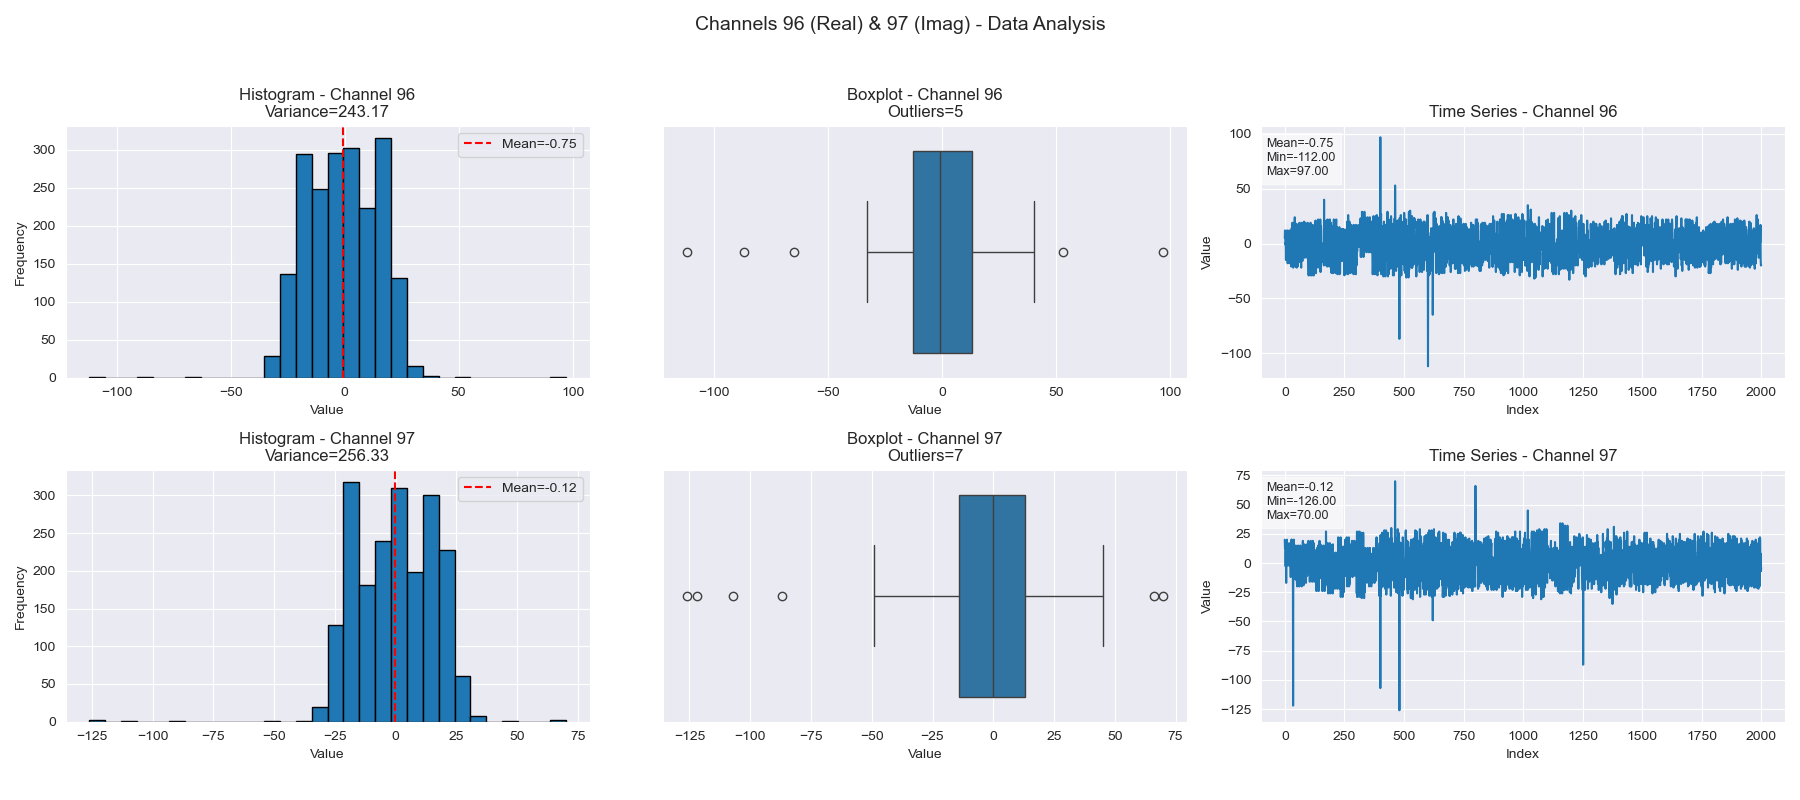 Channels 96 (Real) & 97 (Imag) - Data Analysis
Histogram - Channel 96
Variance=243.17
Mean=-0.75
Frequency
300
250
200
150
100
50
0
−100 −50 0 50 100
Value
Boxplot - Channel 96
Outliers=5
−100 −50 0 50 100
Value
Time Series - Channel 96
Mean=-0.75
Min=-112.00
Max=97.00
Value
100
50
0
−50
−100
0 250 500 750 1000 1250 1500 1750 2000
Index
Histogram - Channel 97
Variance=256.33
Mean=-0.12
Frequency
300
250
200
150
100
50
0
−125 −100 −75 −50 −25 0 25 50 75
Value
Boxplot - Channel 97
Outliers=7
−125 −100 −75 −50 −25 0 25 50 75
Value
Time Series - Channel 97
Mean=-0.12
Min=-126.00
Max=70.00
Value
75
50
25
0
−25
−50
−75
−100
−125
0 250 500 750 1000 1250 1500 1750 2000
Index